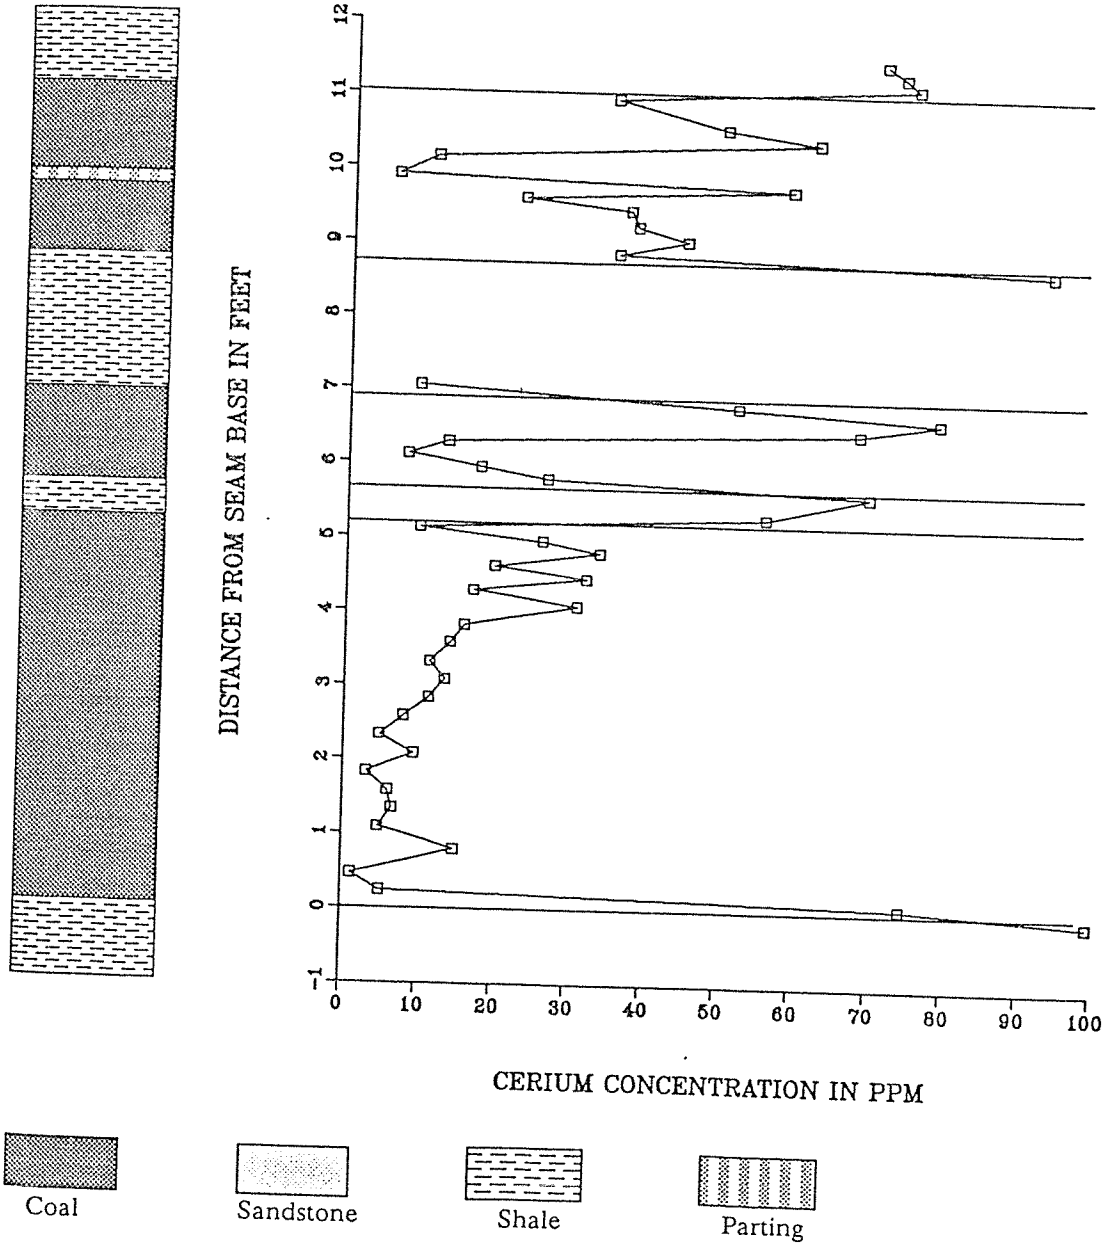 12
11
10
9
8
7
6
5
4
3
2
1
0
-1
DISTANCE FROM SEAM BASE IN FEET
0 10 20 30 40 50 60 70 80 90 100
CERIUM CONCENTRATION IN PPM
Coal
Sandstone
Shale
Parting